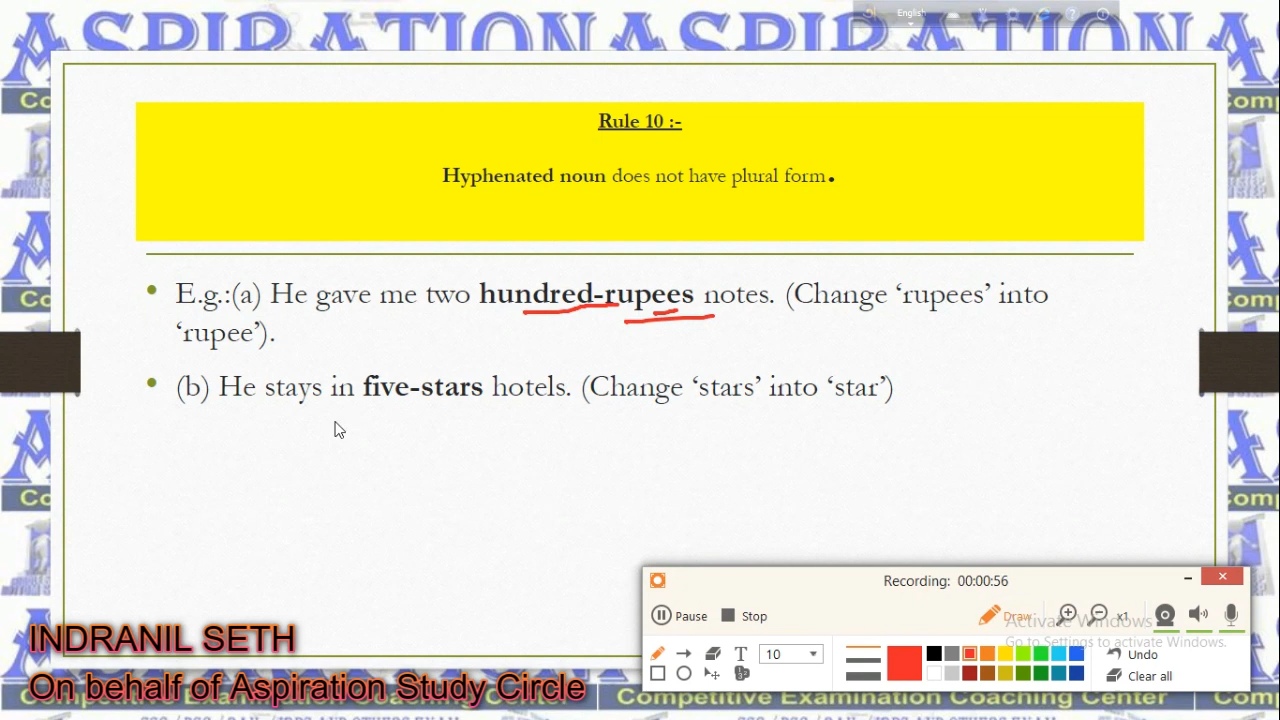 ASPIRATION ASPIRATION
English
Rule 10 :-
Hyphenated noun does not have plural form.
E.g.:(a) He gave me two hundred-rupees notes. (Change ‘rupees’ into
‘rupee’).
(b) He stays in five-stars hotels. (Change ‘stars’ into ‘star’)
Recording: 00:00:56
Pause Stop Draw x1
Activate Windows
Go to Settings to activate Windows.
T 10 Undo
Clear all
INDRANIL SETH
On behalf of Aspiration Study Circle
Competitive Examination Coaching Center